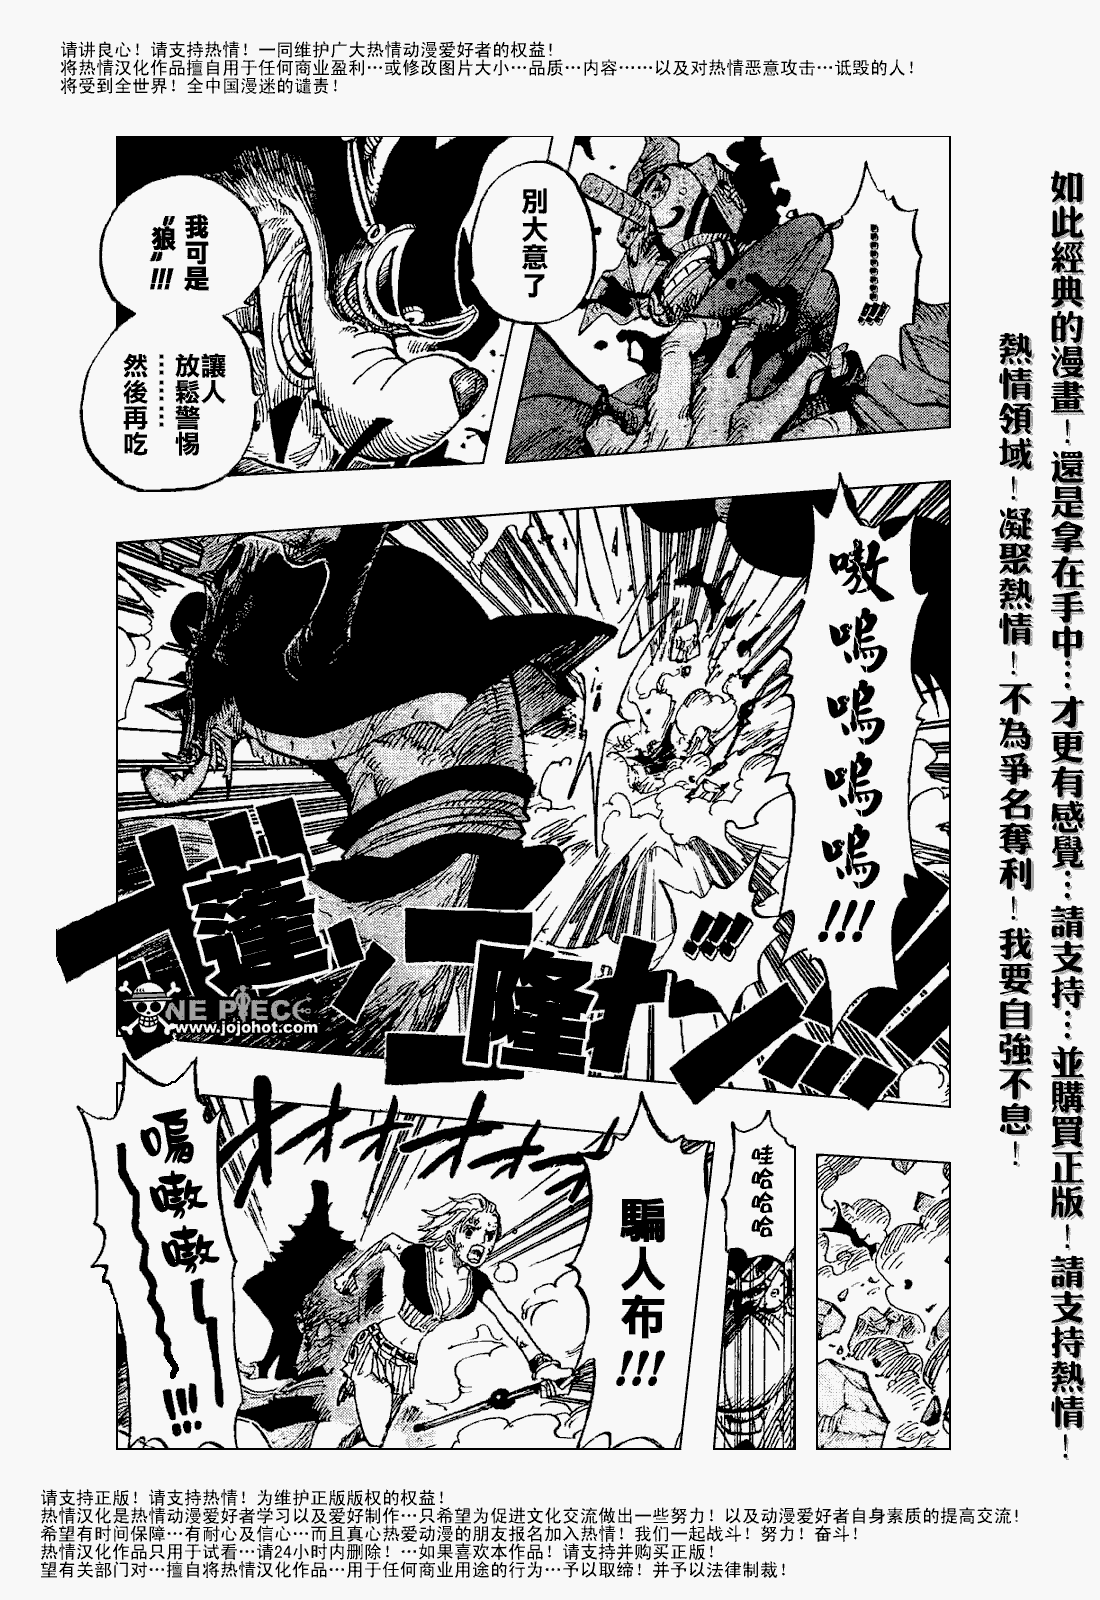 请讲良心！请支持热情！一同维护广大热情动漫爱好者的权益！
将热情汉化作品擅自用于任何商业盈利…或修改图片大小…品质…内容……以及对热情恶意攻击…诋毁的人！
将受到全世界！全中国漫迷的谴责！
如此經典的漫畫！還是拿在手中…才更有感覺…請支持…並購買正版！請支持熱情！
熱情領域！凝聚熱情！不為爭名奪利！我要自強不息！
………!!!
別大意了
我可是
"狼"!!!
讓人
放鬆警惕
………
然後再吃
嗷嗚嗚嗚嗚!!!
!!!
蓬
隆
NE PIECE
www.jojohot.com
哇哈哈哈
騙人布!!!
嗚嗷嗷
!!!
请支持正版！请支持热情！为维护正版版权的权益！
热情汉化是热情动漫爱好者学习以及爱好制作…只希望为促进文化交流做出一些努力！以及动漫爱好者自身素质的提高交流！
希望有时间保障…有耐心及信心…而且真心热爱动漫的朋友报名加入热情！我们一起战斗！努力！奋斗！
热情汉化作品只用于试看…请24小时内删除！…如果喜欢本作品！请支持并购买正版！
望有关部门对…擅自将热情汉化作品…用于任何商业用途的行为…予以取缔！并予以法律制裁！